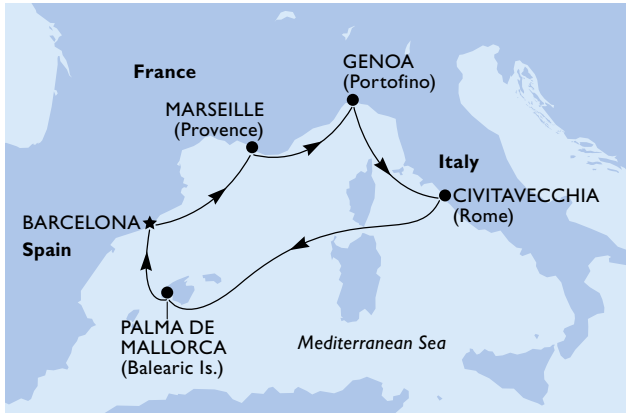 GENOA
(Portofino)
France
MARSEILLE
(Provence)
Italy
CIVITAVECCHIA
(Rome)
BARCELONA
Spain
PALMA DE
MALLORCA
(Balearic Is.)
Mediterranean Sea